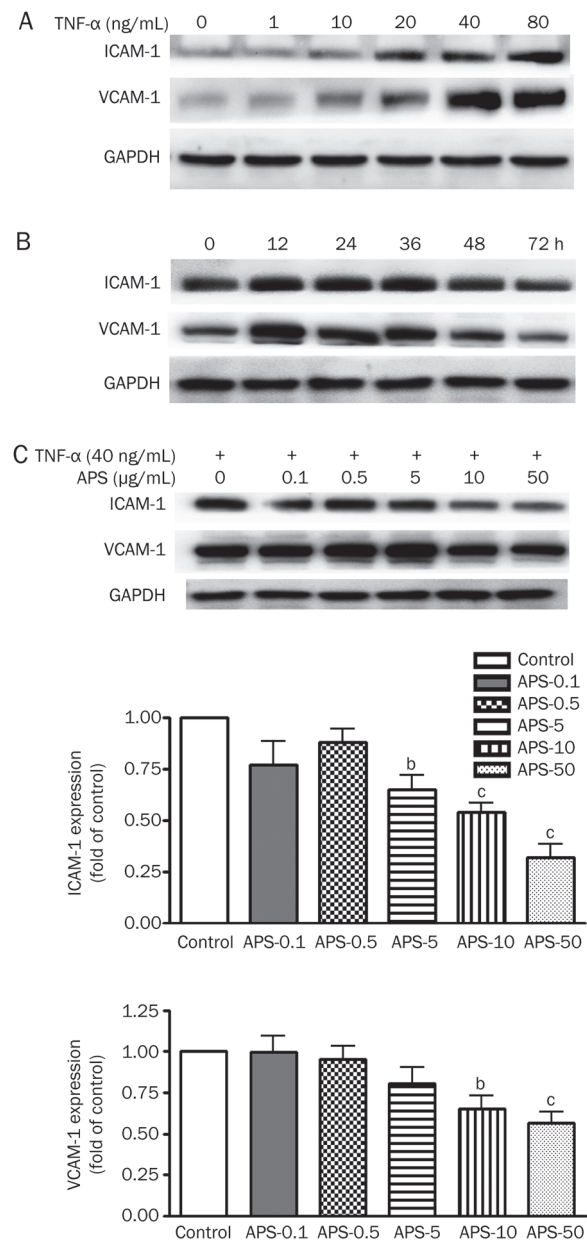 A TNF-α (ng/mL) 0 1 10 20 40 80
ICAM-1
VCAM-1
GAPDH
B 0 12 24 36 48 72 h
ICAM-1
VCAM-1
GAPDH
C TNF-α (40 ng/mL) + + + + + +
APS (µg/mL) 0 0.1 0.5 5 10 50
ICAM-1
VCAM-1
GAPDH
Control
APS-0.1
APS-0.5
APS-5
APS-10
APS-50
ICAM-1 expression
(fold of control)
1.00
0.75
0.50
0.25
0.00
b
c
c
Control APS-0.1 APS-0.5 APS-5 APS-10 APS-50
VCAM-1 expression
(fold of control)
1.25
1.00
0.75
0.50
0.25
0.00
b
c
Control APS-0.1 APS-0.5 APS-5 APS-10 APS-50